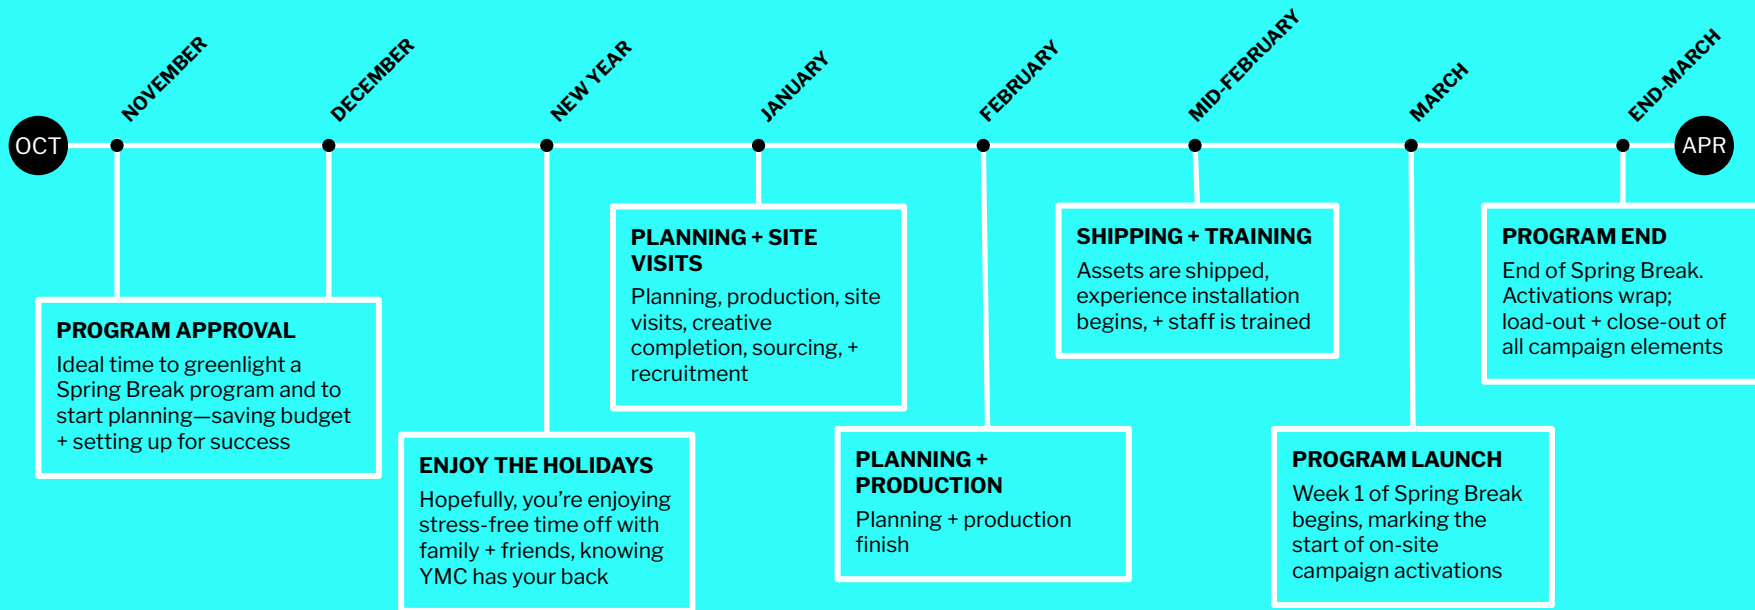 NOVEMBER
DECEMBER
NEW YEAR
JANUARY
FEBRUARY
MID-FEBRUARY
MARCH
END-MARCH
OCT
APR
PROGRAM APPROVAL
Ideal time to greenlight a
Spring Break program and to
start planning—saving budget
+ setting up for success
ENJOY THE HOLIDAYS
Hopefully, you’re enjoying
stress-free time off with
family + friends, knowing
YMC has your back
PLANNING + SITE
VISITS
Planning, production, site
visits, creative
completion, sourcing, +
recruitment
PLANNING +
PRODUCTION
Planning + production
finish
SHIPPING + TRAINING
Assets are shipped,
experience installation
begins, + staff is trained
PROGRAM LAUNCH
Week 1 of Spring Break
begins, marking the
start of on-site
campaign activations
PROGRAM END
End of Spring Break.
Activations wrap;
load-out + close-out of
all campaign elements